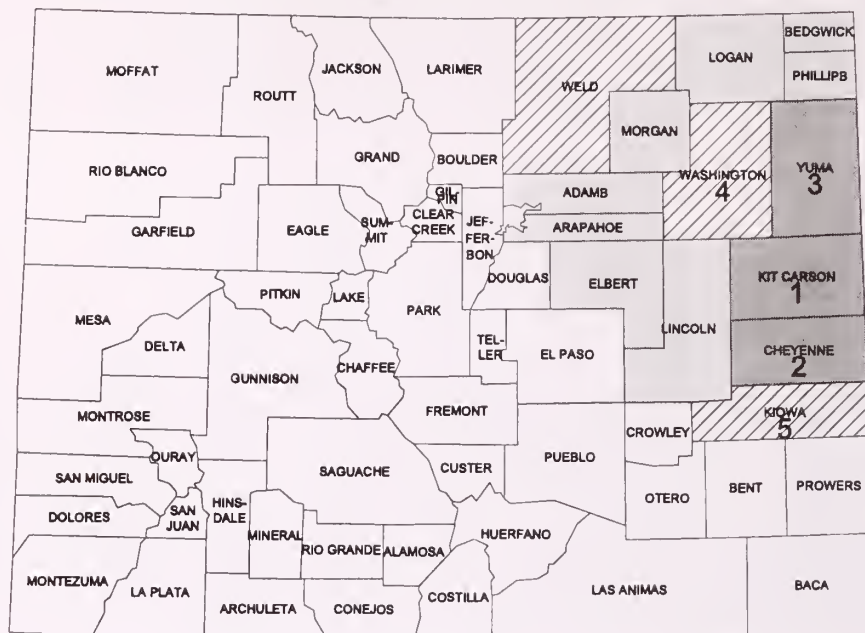 MOFFAT
ROUTT
JACKSON
LARIMER
WELD
LOGAN
BEDGWICK
PHILLIPB
MORGAN
RIO BLANCO
GRAND
BOULDER
WASHINGTON
4
YUMA
3
GIL-
PIN
ADAMB
GARFIELD
EAGLE
SUM-
MIT
CLEAR
CREEK
JEF-
FER-
BON
ARAPAHOE
DOUGLAS
ELBERT
KIT CARSON
1
MESA
PITKIN
LAKE
PARK
LINCOLN
DELTA
TEL-
LER
EL PASO
CHEYENNE
2
GUNNISON
CHAFFEE
MONTROSE
FREMONT
KIOWA
5
CROWLEY
OURAY
SAGUACHE
CUSTER
PUEBLO
SAN MIGUEL
OTERO
BENT
PROWERS
DOLORES
SAN
JUAN
HINS-
DALE
MINERAL
RIO GRANDE
ALAMOSA
HUERFANO
MONTEZUMA
LA PLATA
ARCHULETA
CONEJOS
COSTILLA
LAS ANIMAS
BACA